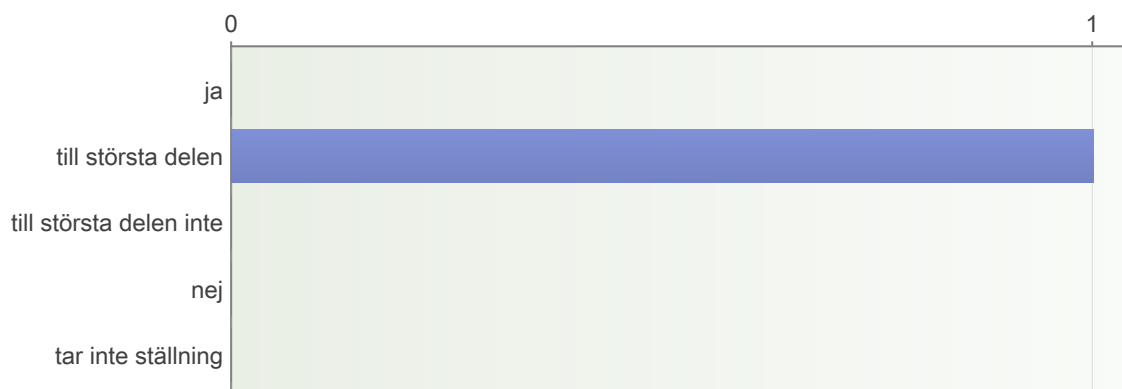 0 1
ja
till största delen
till största delen inte
nej
tar inte ställning